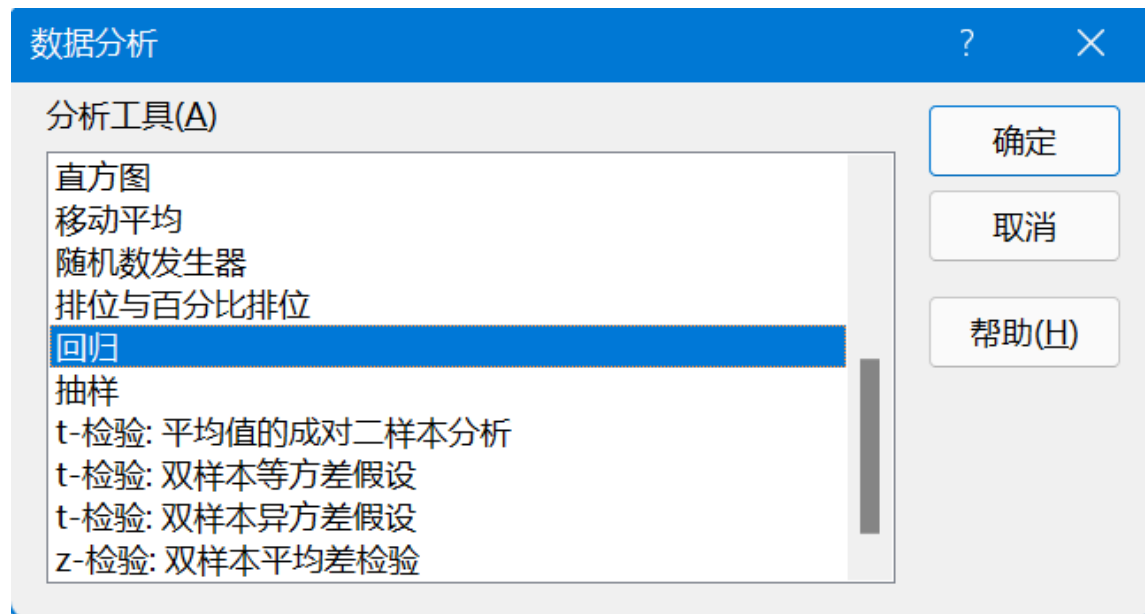 数据分析
?
分析工具(A)
直方图
移动平均
随机数发生器
排位与百分比排位
回归
抽样
t-检验: 平均值的成对二样本分析
t-检验: 双样本等方差假设
t-检验: 双样本异方差假设
z-检验: 双样本平均差检验
确定
取消
帮助(H)